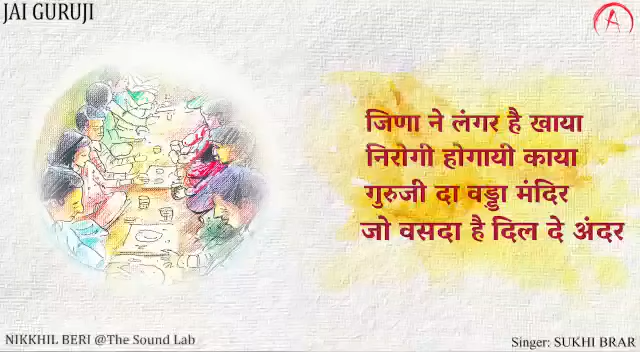 JAI GURUJI
A
जिणा ने लंगर है खाया
निरोगी होगायी काया
गुरुजी दा वड्डा मंदिर
जो वसदा है दिल दे अंदर
NIKKHIL BERI @The Sound Lab
Singer: SUKHI BRAR